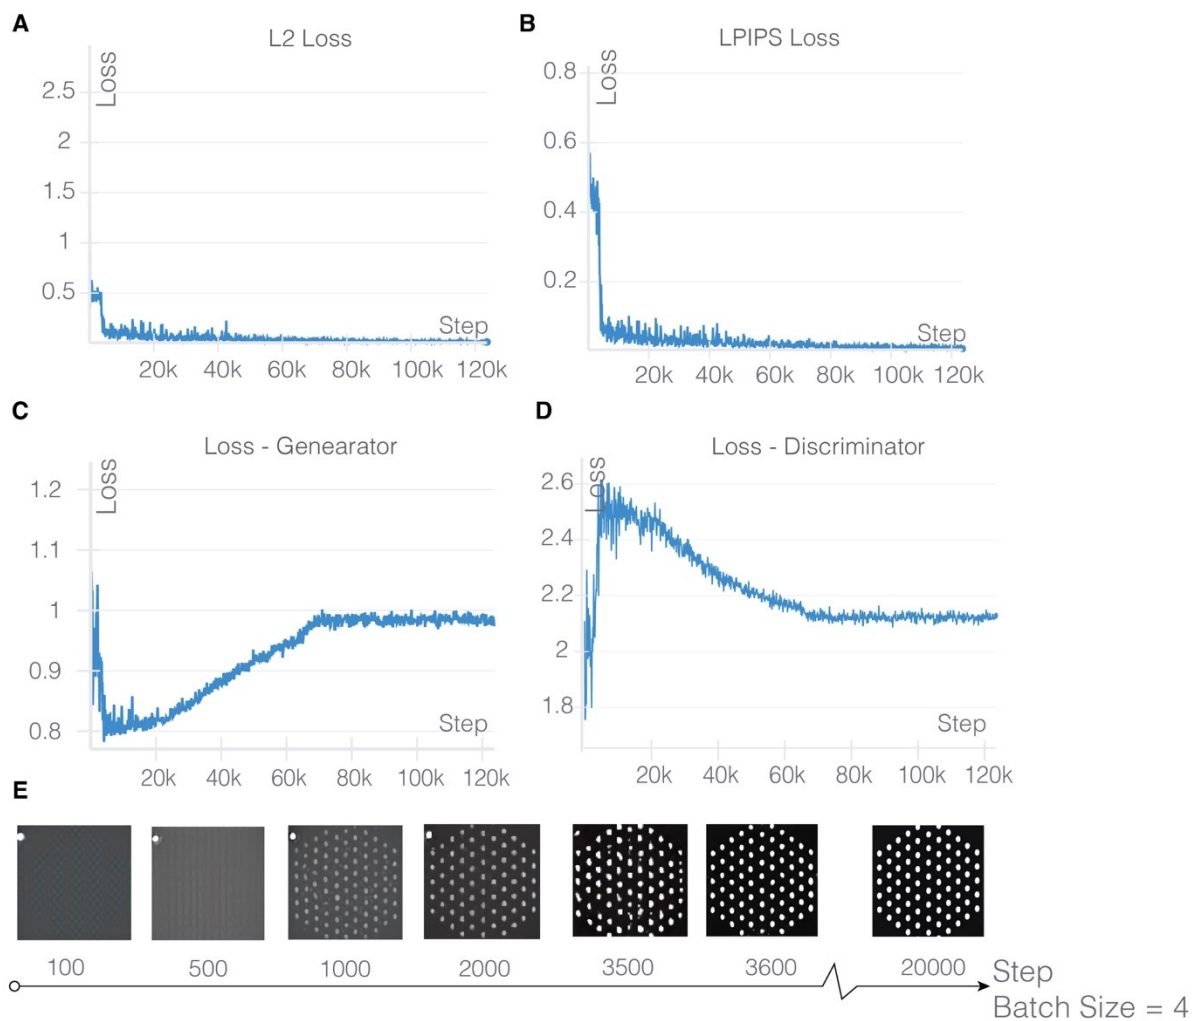 A
L2 Loss
Loss
2.5
2
1.5
1
0.5
Step
20k 40k 60k 80k 100k 120k
B
LPIPS Loss
Loss
0.8
0.6
0.4
0.2
Step
20k 40k 60k 80k 100k 120k
C
Loss - Genearator
Loss
1.2
1.1
1
0.9
0.8
Step
20k 40k 60k 80k 100k 120k
D
Loss - Discriminator
Loss
2.6
2.4
2.2
2
1.8
Step
20k 40k 60k 80k 100k 120k
E
100 500 1000 2000 3500 3600 20000
Step
Batch Size = 4